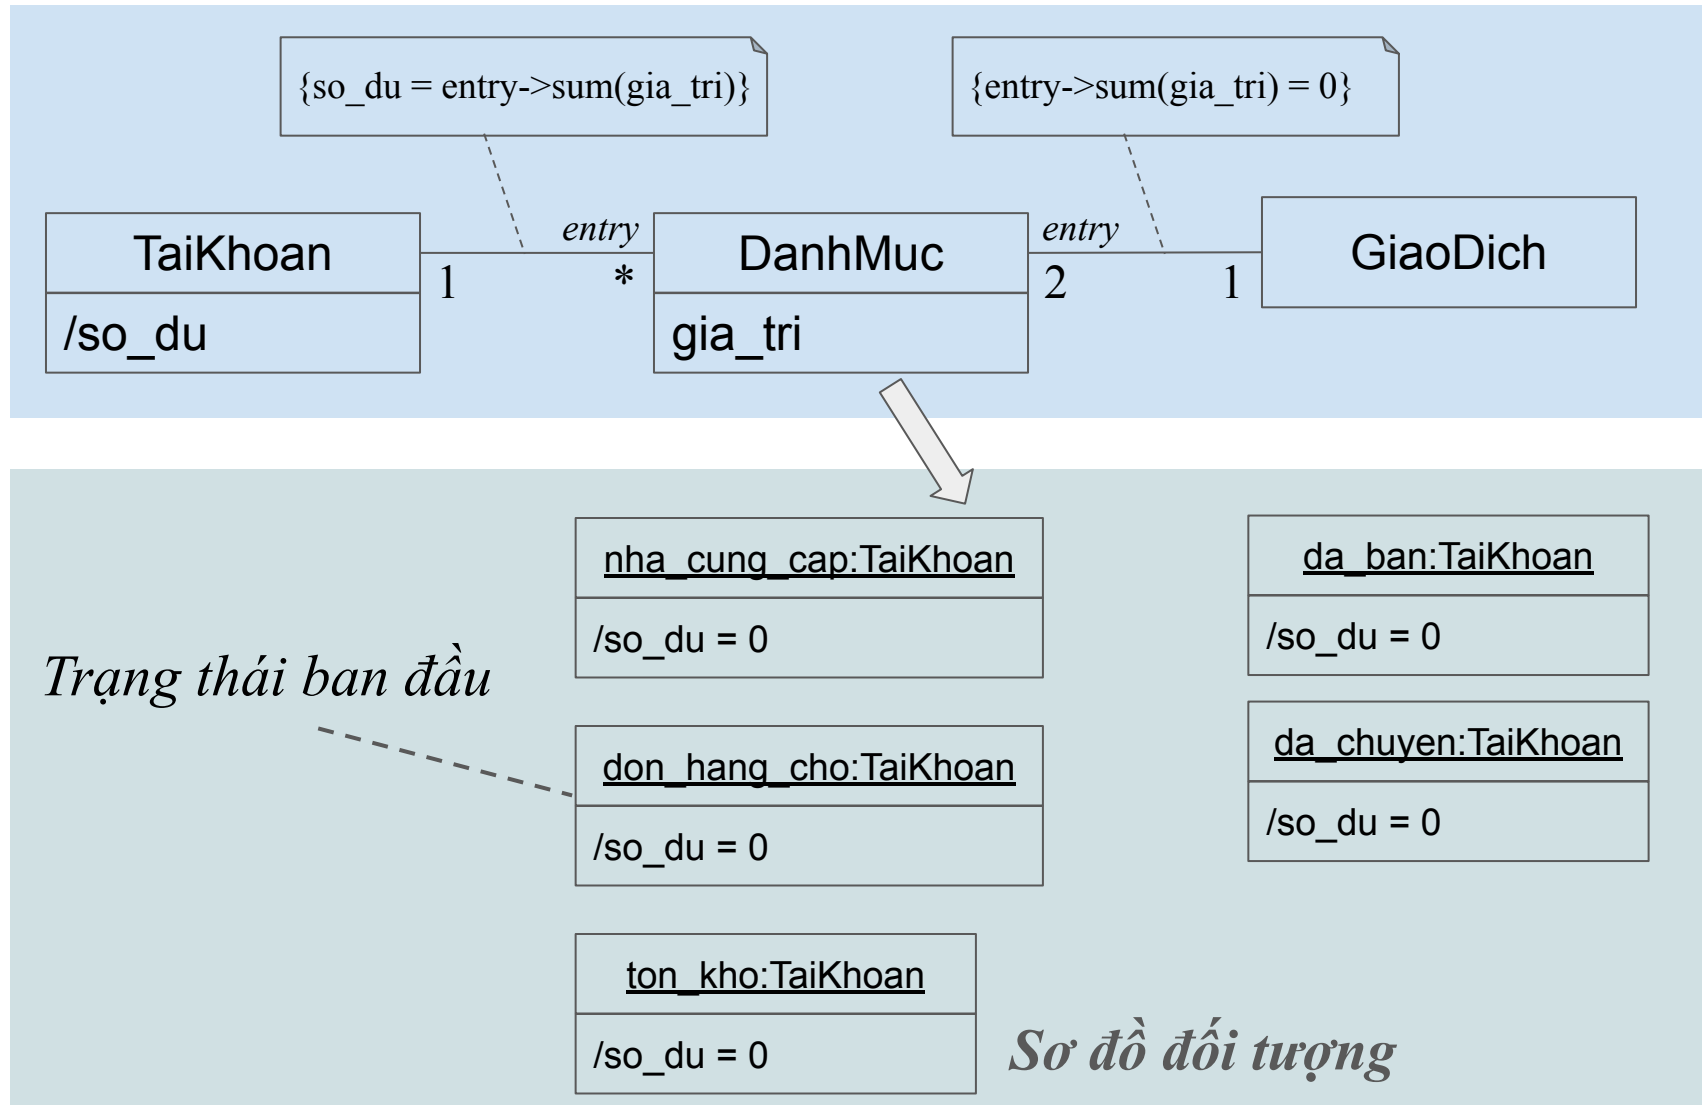 {so_du = entry->sum(gia_tri)}
{entry->sum(gia_tri) = 0}
TaiKhoan
1
entry
*
DanhMuc
entry
2
1
GiaoDich
/so_du
gia_tri
nha_cung_cap:TaiKhoan
/so_du = 0
da_ban:TaiKhoan
/so_du = 0
Trạng thái ban đầu
don_hang_cho:TaiKhoan
/so_du = 0
da_chuyen:TaiKhoan
/so_du = 0
ton_kho:TaiKhoan
/so_du = 0
Sơ đồ đối tượng